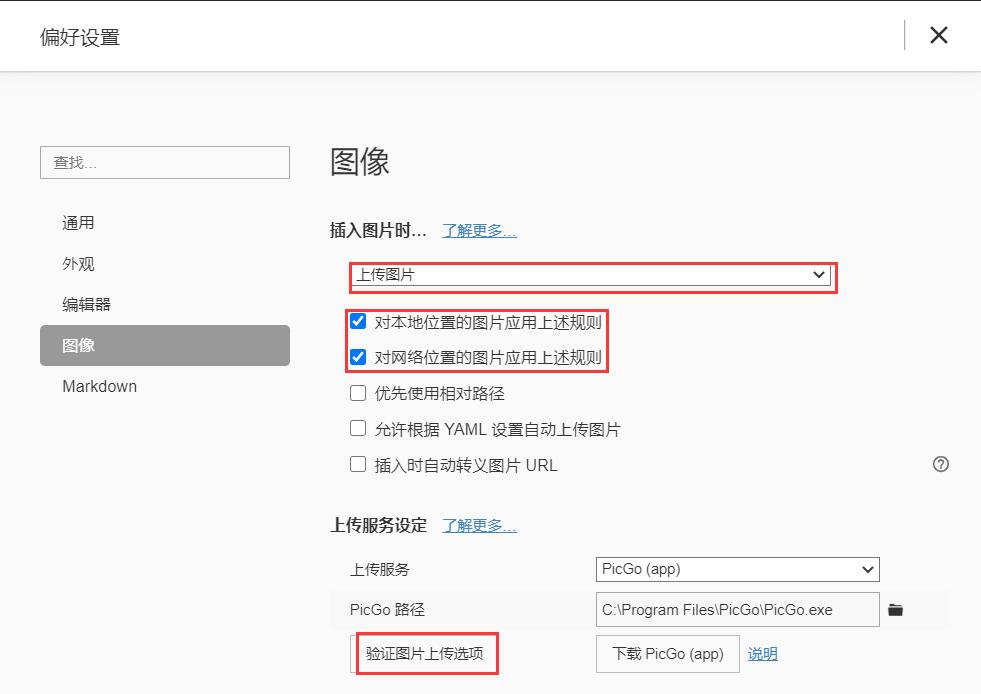 偏好设置
查找...
通用
外观
编辑器
图像
Markdown
图像
插入图片时... 了解更多...
上传图片
对本地位置的图片应用上述规则
对网络位置的图片应用上述规则
优先使用相对路径
允许根据 YAML 设置自动上传图片
插入时自动转义图片 URL
上传服务设定 了解更多...
上传服务 PicGo (app)
PicGo 路径 C:\Program Files\PicGo\PicGo.exe
验证图片上传选项 下载 PicGo (app) 说明